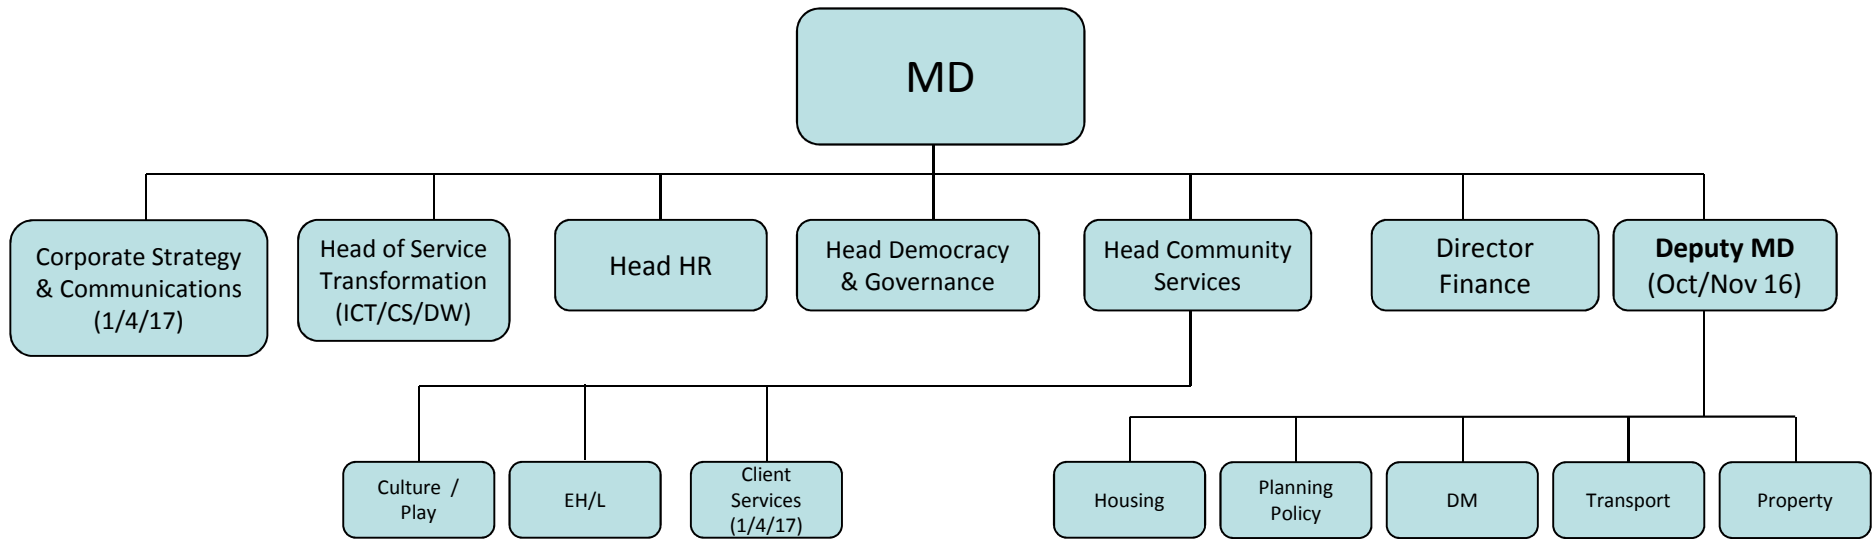 MD
Corporate Strategy
& Communications
(1/4/17)
Head of Service
Transformation
(ICT/CS/DW)
Head HR
Head Democracy
& Governance
Head Community
Services
Director
Finance
Deputy MD
(Oct/Nov 16)
Culture / 
Play
EH/L
Client
Services
(1/4/17)
Housing
Planning
Policy
DM
Transport
Property